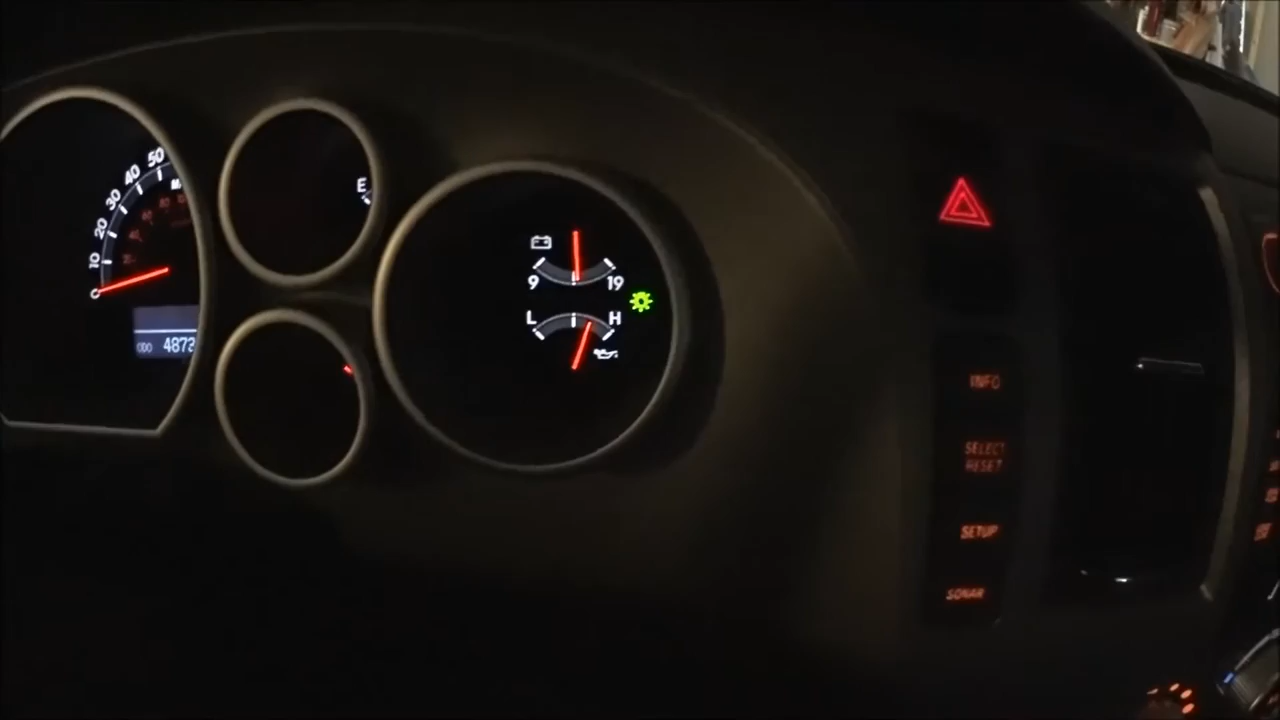 50
40
30
20
10
0
ODO 4873
E
9 19
L H
INFO
SELECT
RESET
SETUP
SONAR